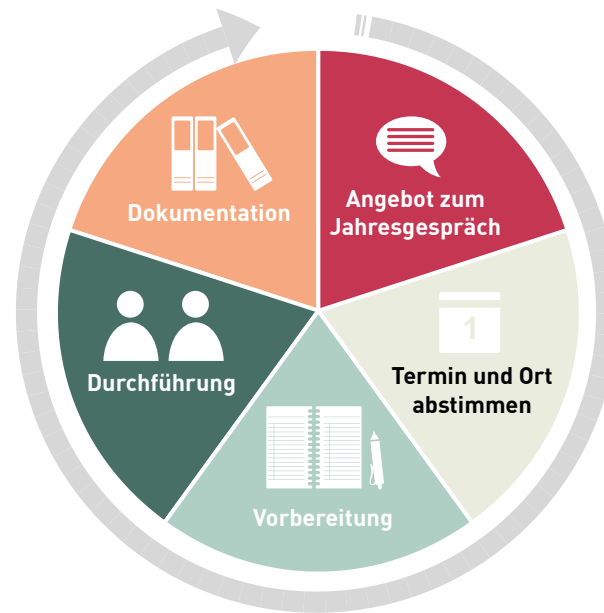 Angebot zum
Jahresgespräch
1
Termin und Ort
abstimmen
Vorbereitung
Durchführung
Dokumentation